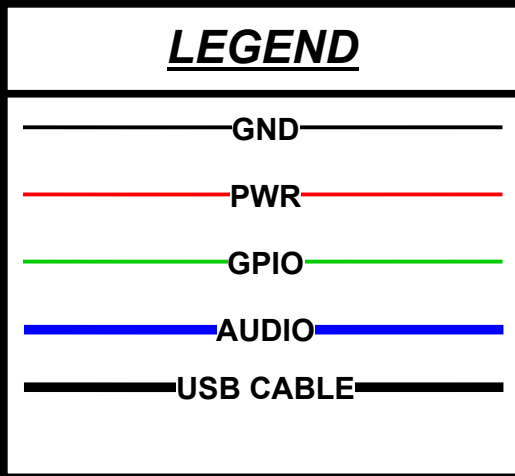 LEGEND
GND
PWR
GPIO
AUDIO
USB CABLE